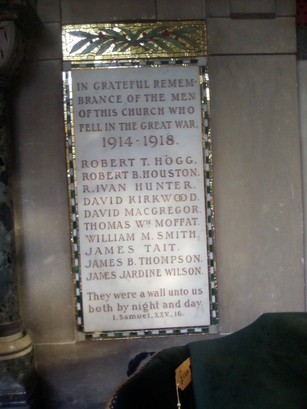 IN GRATEFUL REMEM-
BRANCE OF THE MEN
OF THIS CHURCH WHO
FELL IN THE GREAT WAR.
1914-1918.
ROBERT T. HOGG.
ROBERT B. HOUSTON.
R. IVAN HUNTER.
DAVID KIRKWOOD.
DAVID MACGREGOR.
THOMAS WM MOFFAT.
WILLIAM M. SMITH.
JAMES TAIT.
JAMES B. THOMPSON.
JAMES JARDINE WILSON.
They were a wall unto us
both by night and day.
I. Samuel. XXV. 16.